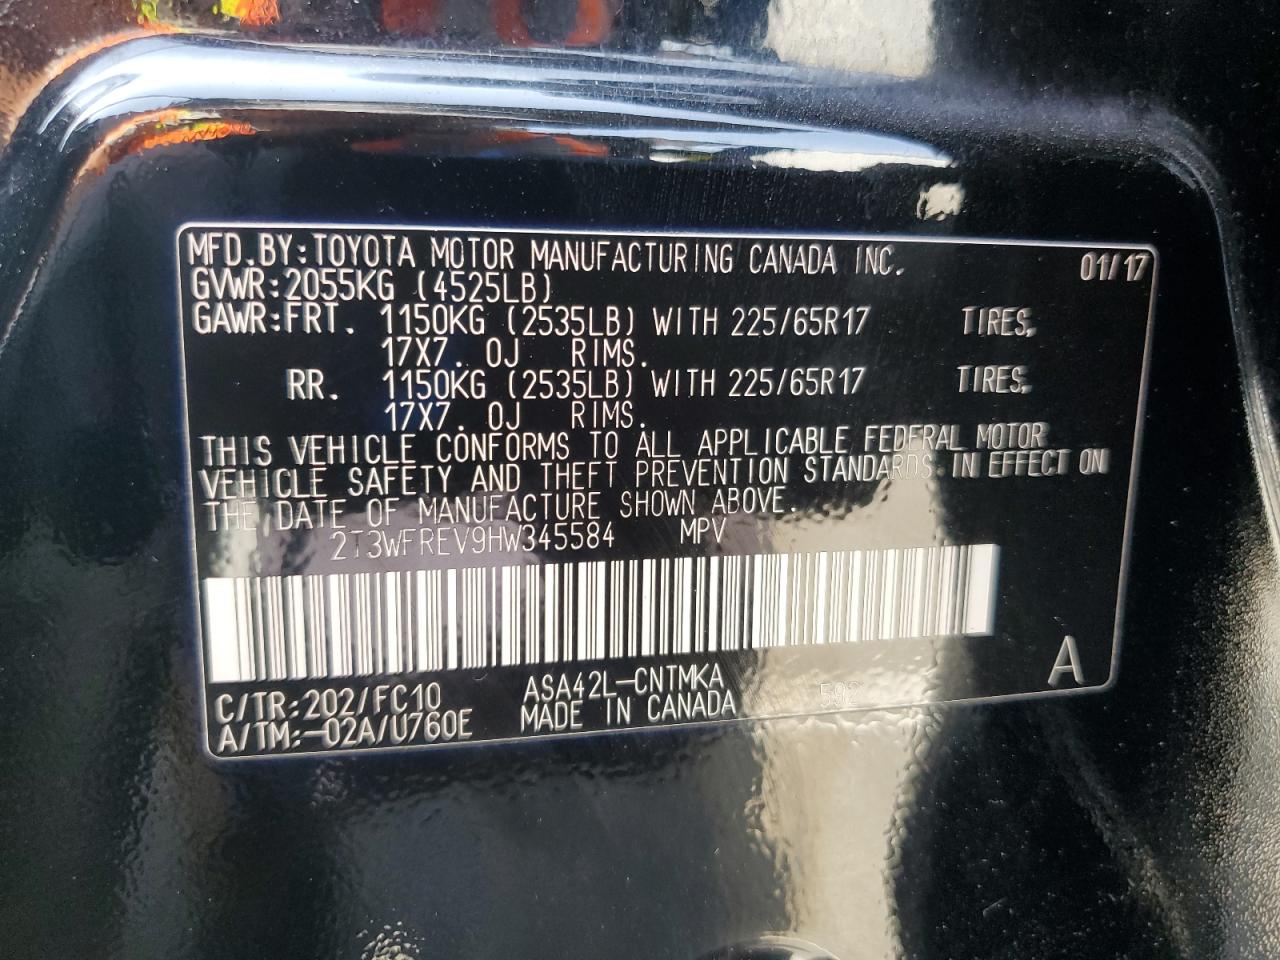 MFD.BY:TOYOTA MOTOR MANUFACTURING CANADA INC. 01/17
GVWR:2055KG (4525LB)
GAWR:FRT. 1150KG (2535LB) WITH 225/65R17 TIRES,
17X7.0J RIMS.
RR. 1150KG (2535LB) WITH 225/65R17 TIRES,
17X7.0J RIMS.
THIS VEHICLE CONFORMS TO ALL APPLICABLE FEDERAL MOTOR
VEHICLE SAFETY AND THEFT PREVENTION STANDARDS IN EFFECT ON
THE DATE OF MANUFACTURE SHOWN ABOVE.
2T3WFREV9HW345584 MPV
A
C/TR:202/FC10 ASA42L-CNTMKA 592
A/TM:-02A/U760E MADE IN CANADA